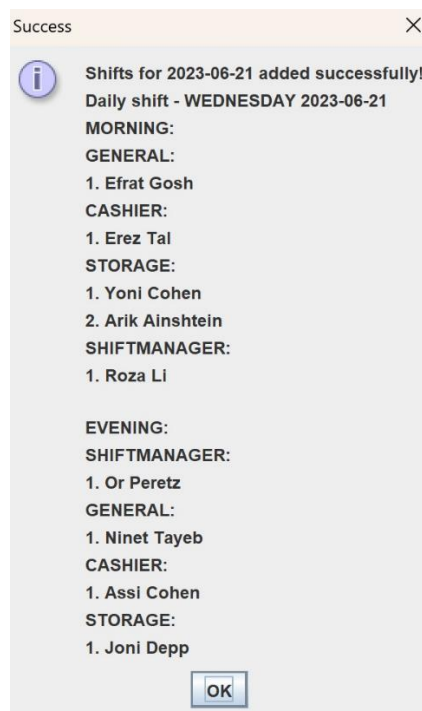 Success
Shifts for 2023-06-21 added successfully!
Daily shift - WEDNESDAY 2023-06-21
MORNING:
GENERAL:
1. Efrat Gosh
CASHIER:
1. Erez Tal
STORAGE:
1. Yoni Cohen
2. Arik Ainshtein
SHIFTMANAGER:
1. Roza Li
EVENING:
SHIFTMANAGER:
1. Or Peretz
GENERAL:
1. Ninet Tayeb
CASHIER:
1. Assi Cohen
STORAGE:
1. Joni Depp
OK